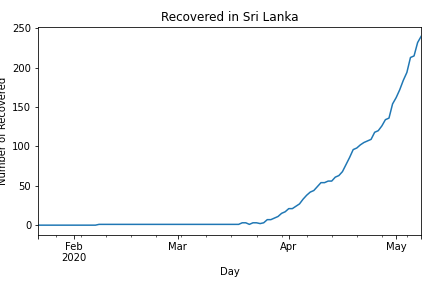 Recovered in Sri Lanka
250
200
150
100
50
0
Number of Recovered
Feb
2020
Mar
Apr
May
Day